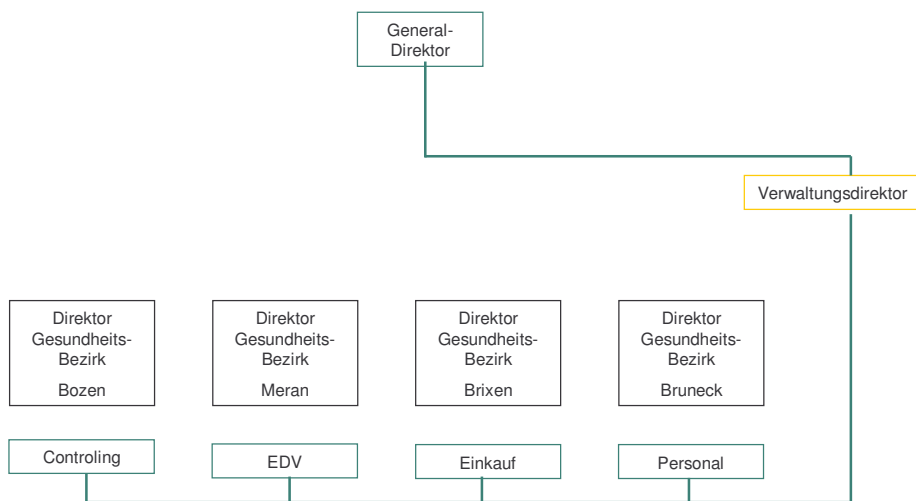 General-
Direktor
Verwaltungsdirektor
Direktor
Gesundheits-
Bezirk
Bozen
Direktor
Gesundheits-
Bezirk
Meran
Direktor
Gesundheits-
Bezirk
Brixen
Direktor
Gesundheits-
Bezirk
Bruneck
Controling
EDV
Einkauf
Personal